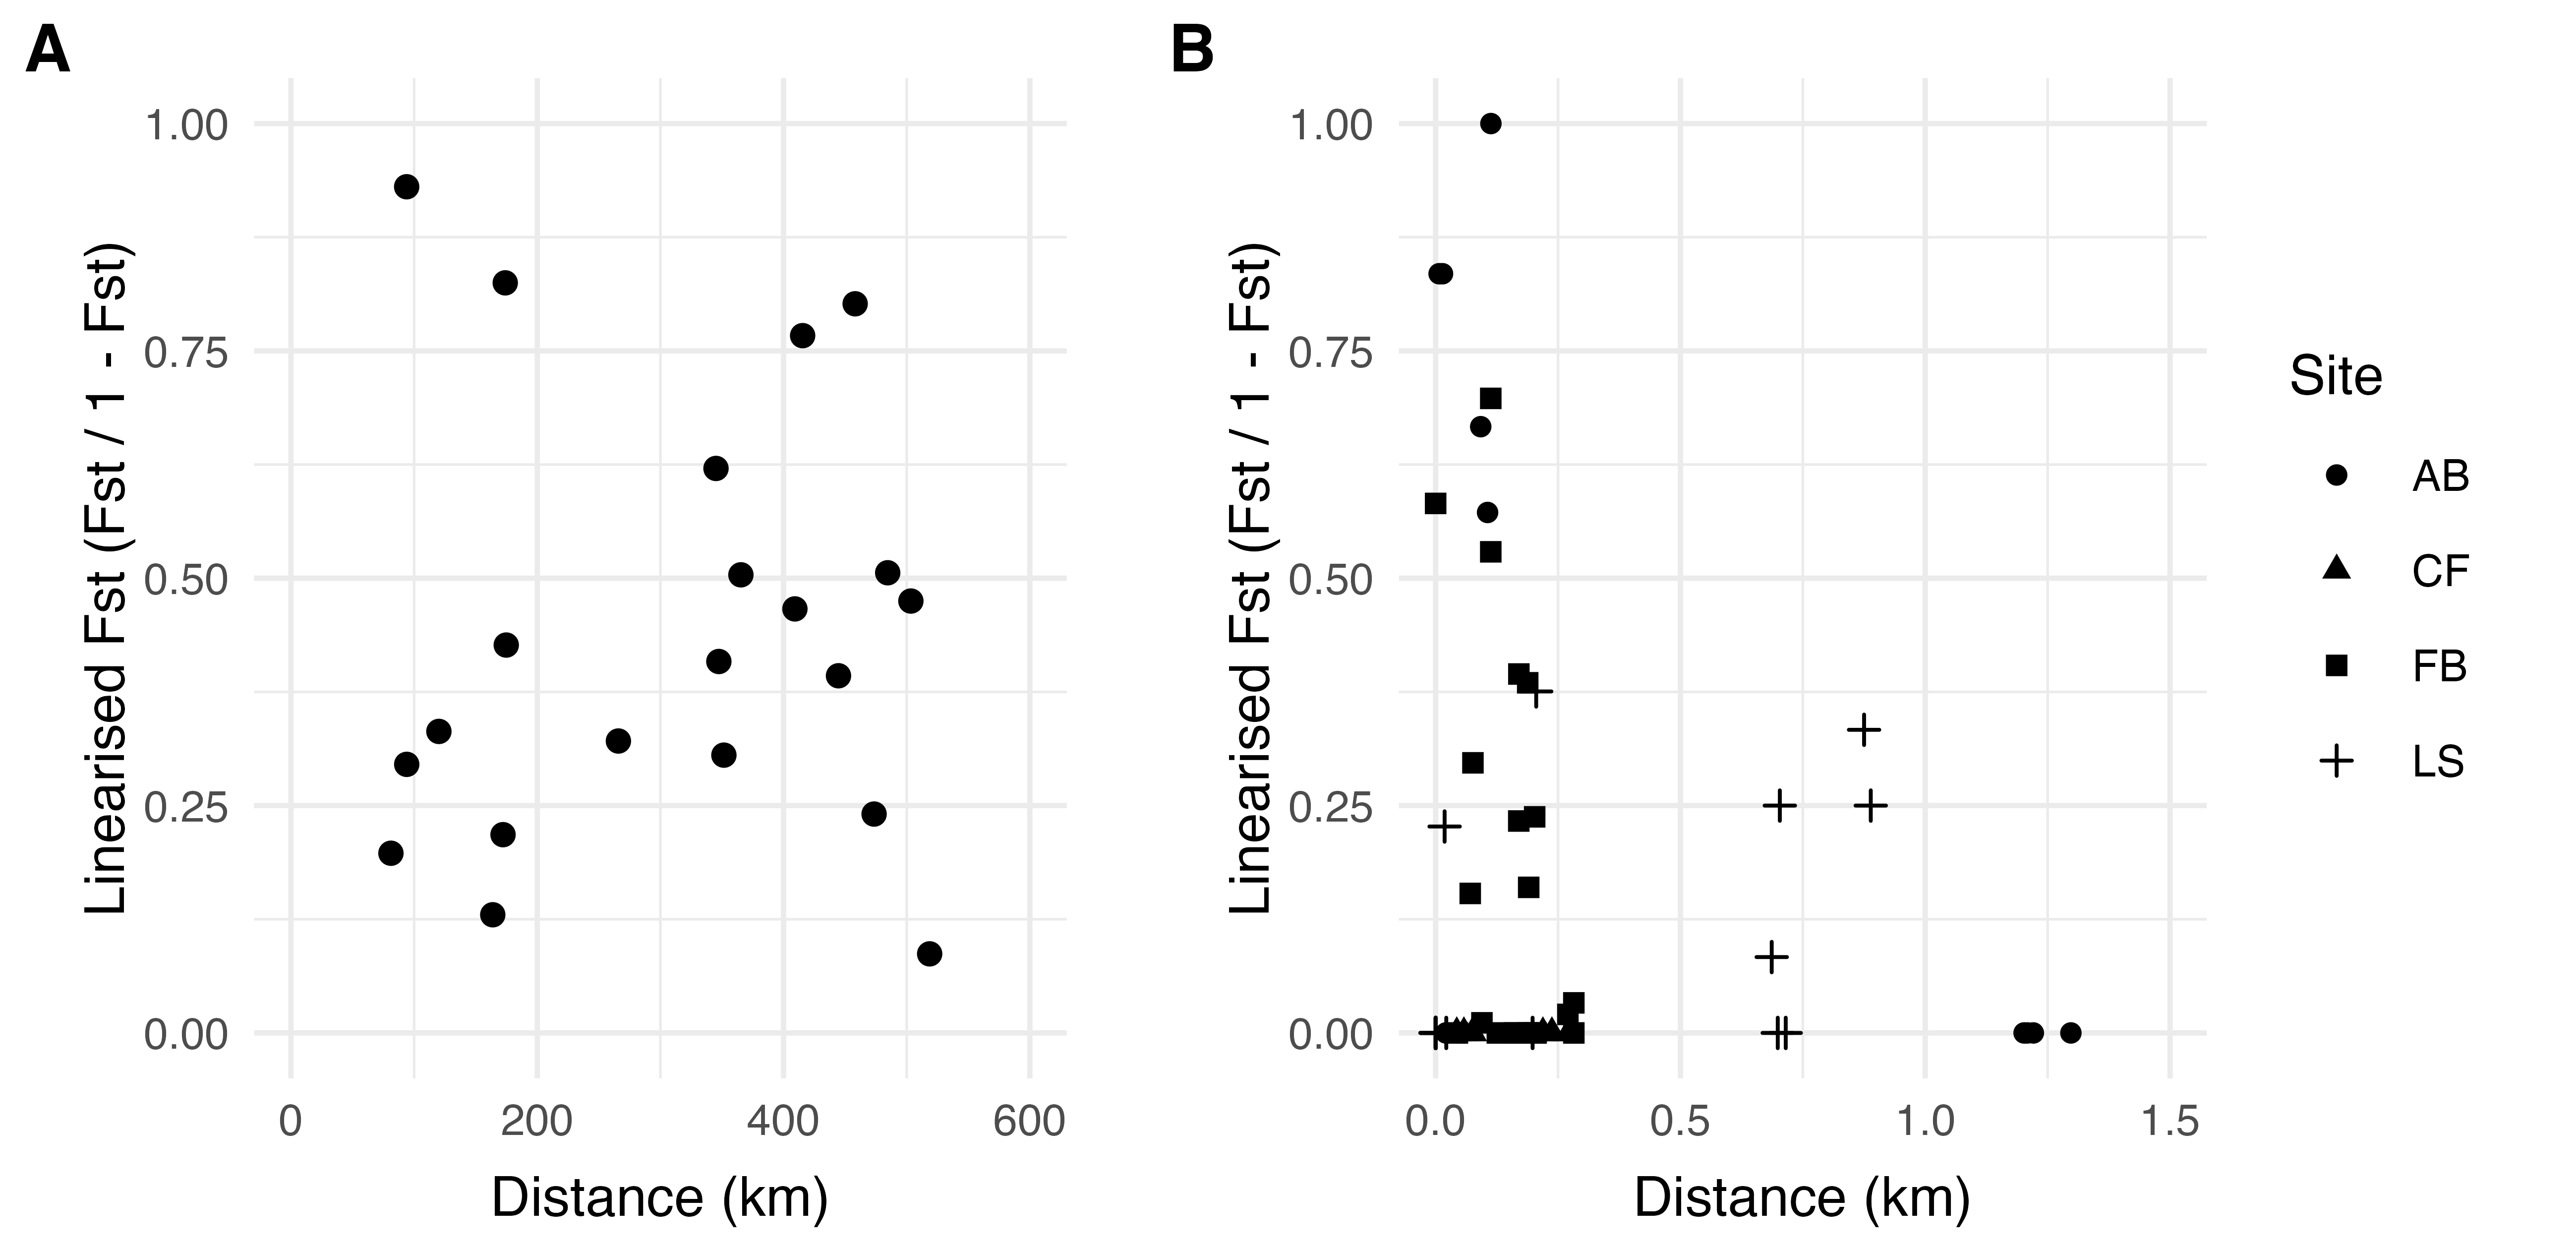 A
Linearised Fst (Fst / 1 - Fst)
1.00
0.75
0.50
0.25
0.00
0 200 400 600
Distance (km)
B
Linearised Fst (Fst / 1 - Fst)
1.00
0.75
0.50
0.25
0.00
0.0 0.5 1.0 1.5
Distance (km)
Site
AB
CF
FB
LS